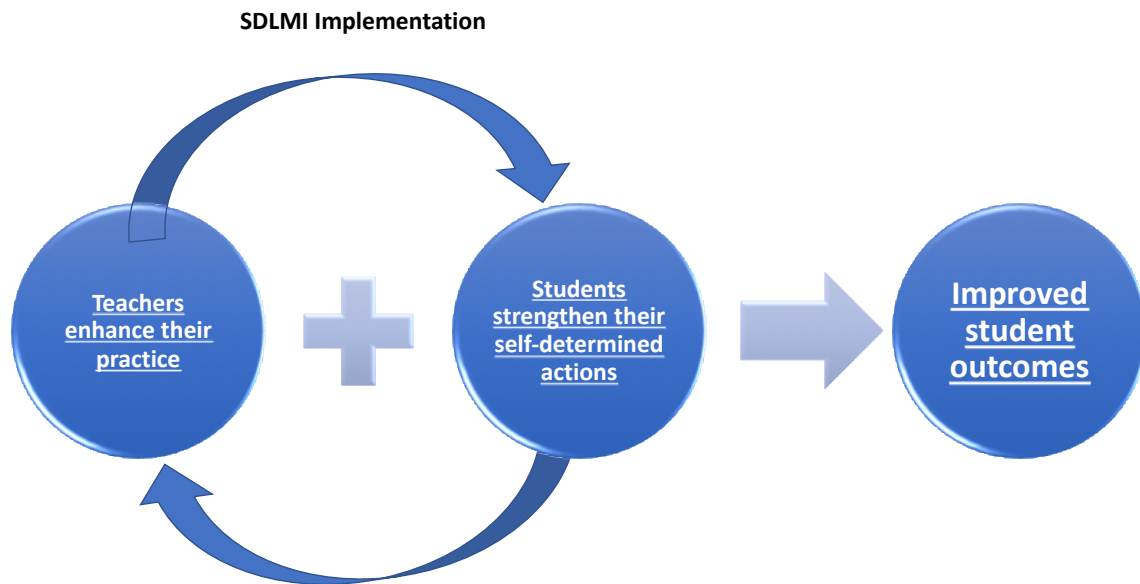 SDLMI Implementation
Teachers
enhance their
practice
Students
strengthen their
self-determined
actions
Improved
student
outcomes